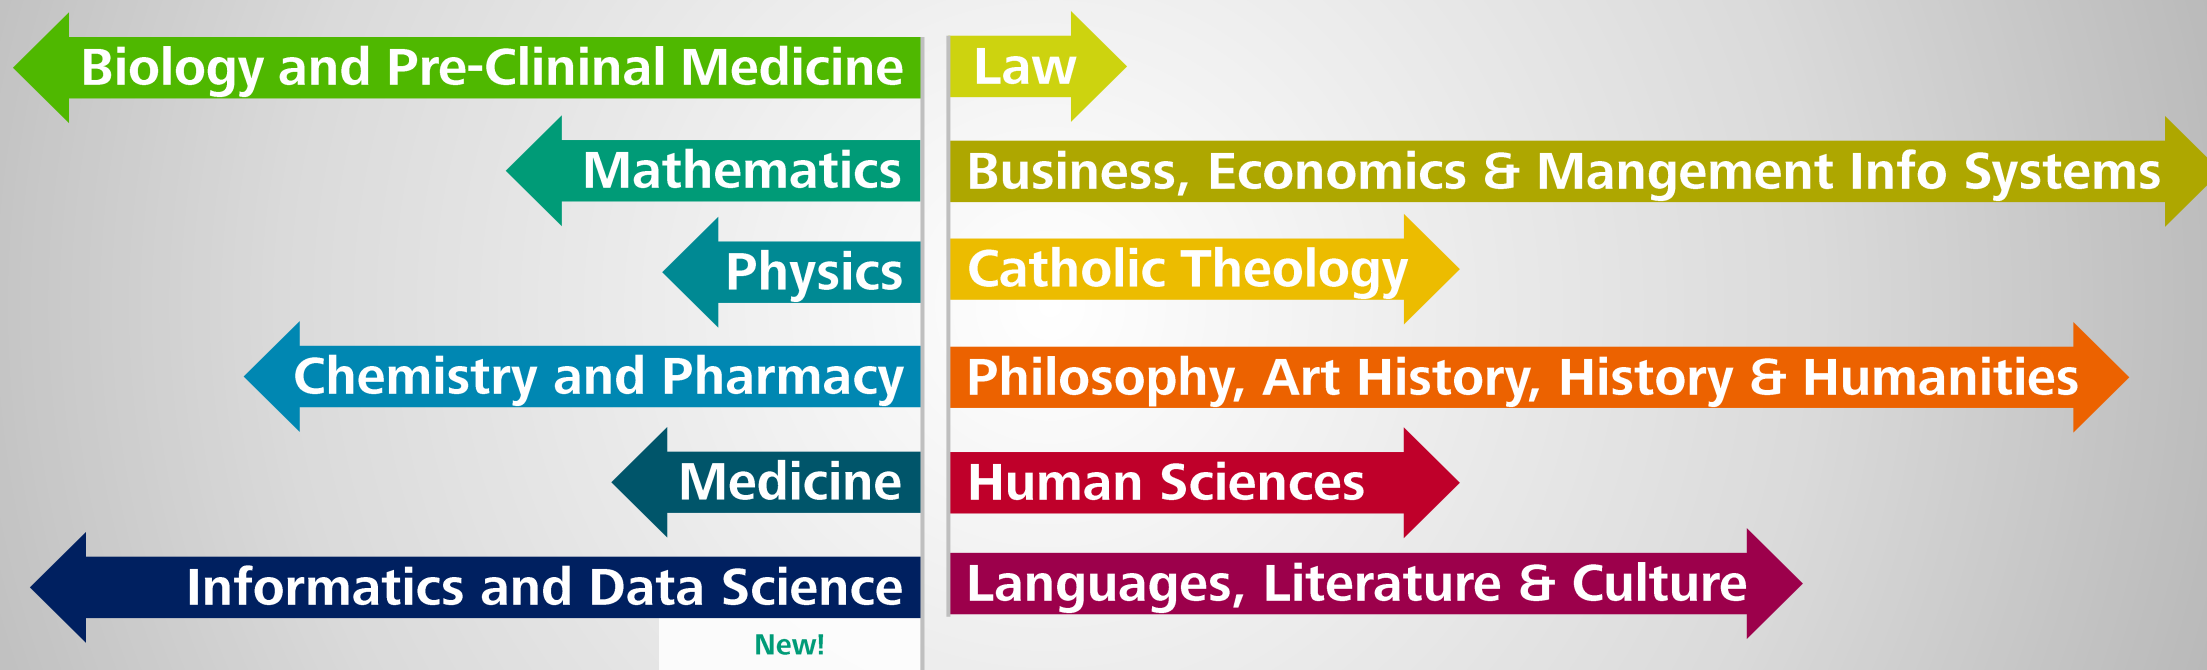 Biology and Pre-Clininal Medicine
Law
Mathematics
Business, Economics & Mangement Info Systems
Physics
Catholic Theology
Chemistry and Pharmacy
Philosophy, Art History, History & Humanities
Medicine
Human Sciences
Informatics and Data Science
Languages, Literature & Culture
New!